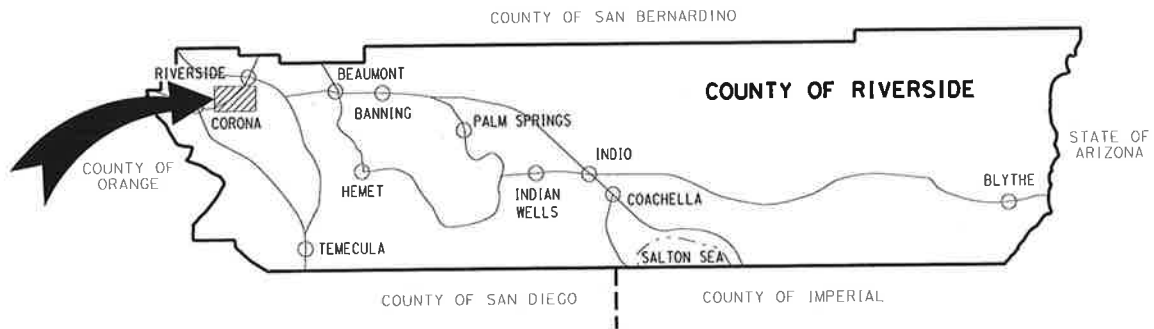 COUNTY OF SAN BERNARDINO
RIVERSIDE
BEAUMONT
COUNTY OF RIVERSIDE
BANNING
CORONA
PALM SPRINGS
STATE OF
ARIZONA
COUNTY OF
ORANGE
INDIO
HEMET
INDIAN
WELLS
COACHELLA
BLYTHE
TEMECULA
SALTON SEA
COUNTY OF SAN DIEGO
COUNTY OF IMPERIAL